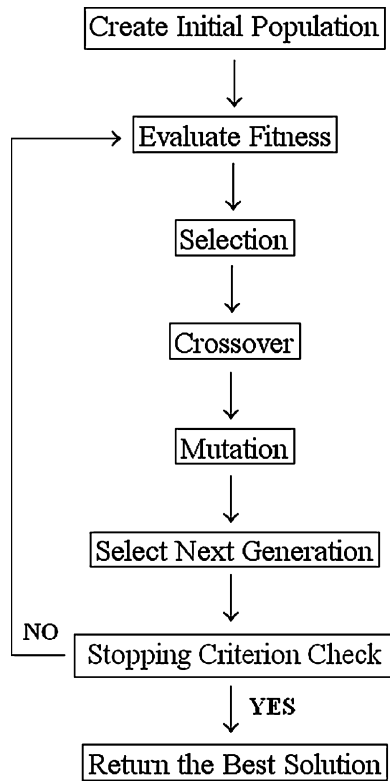 Create Initial Population
Evaluate Fitness
Selection
Crossover
Mutation
Select Next Generation
NO
Stopping Criterion Check
YES
Return the Best Solution